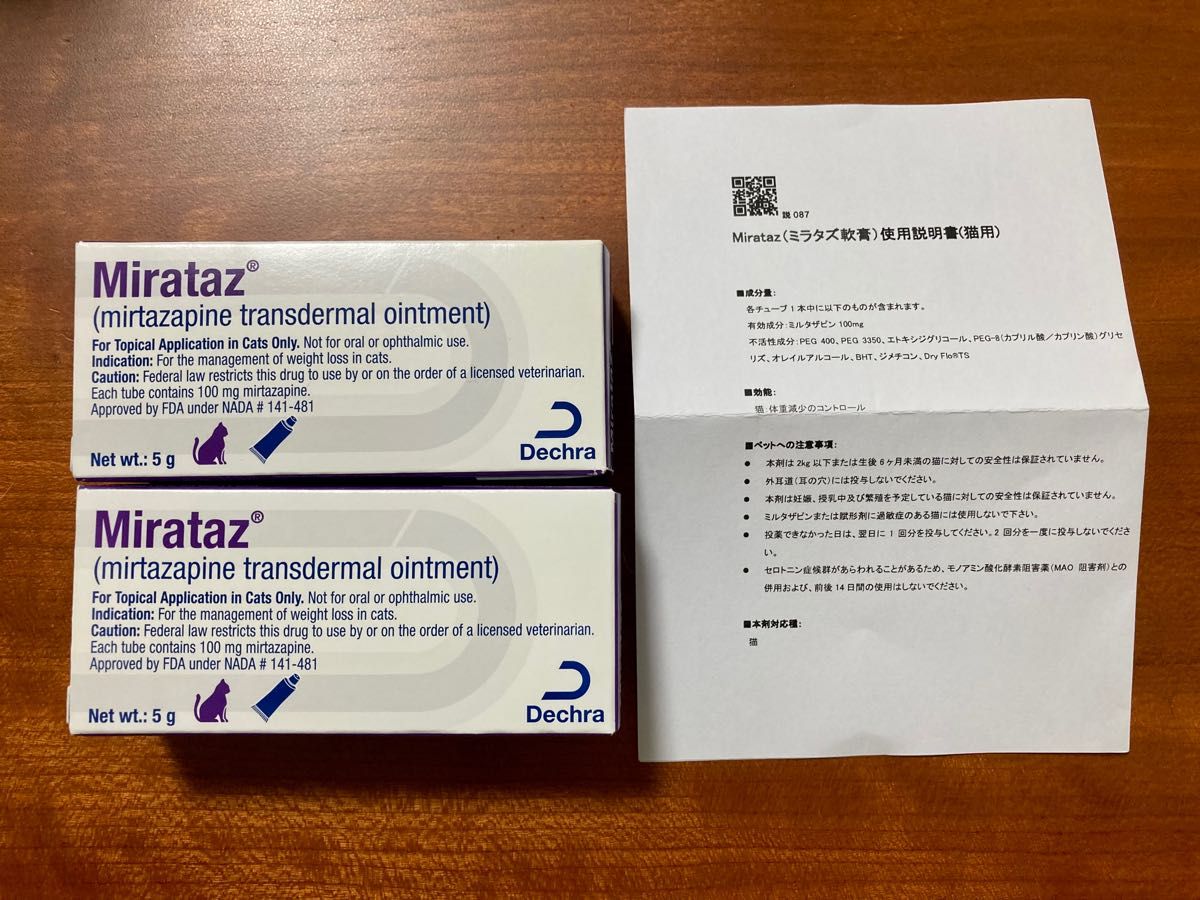 Mirataz®
(mirtazapine transdermal ointment)
For Topical Application in Cats Only. Not for oral or ophthalmic use.
Indication: For the management of weight loss in cats.
Caution: Federal law restricts this drug to use by or on the order of a licensed veterinarian.
Each tube contains 100 mg mirtazapine.
Approved by FDA under NADA # 141-481
Net wt.: 5 g
Dechra
Mirataz®
(mirtazapine transdermal ointment)
For Topical Application in Cats Only. Not for oral or ophthalmic use.
Indication: For the management of weight loss in cats.
Caution: Federal law restricts this drug to use by or on the order of a licensed veterinarian.
Each tube contains 100 mg mirtazapine.
Approved by FDA under NADA # 141-481
Net wt.: 5 g
Dechra
説 087
Mirataz(ミラタズ軟膏)使用説明書(猫用)
■成分量:
各チューブ 1 本中に以下のものが含まれます。
有効成分:ミルタザピン 100mg
不活性成分:PEG 400、PEG 3350、エトキシジグリコール、PEG-8(カプリル酸/カプリン酸)グリセ
リズ、オレイルアルコール、BHT、ジメチコン、Dry Flo®TS
■効能:
猫:体重減少のコントロール
■ペットへの注意事項:
● 本剤は 2kg 以下または生後 6 ヶ月未満の猫に対しての安全性は保証されていません。
● 外耳道(耳の穴)には投与しないでください。
● 本剤は妊娠、授乳中及び繁殖を予定している猫に対しての安全性は保証されていません。
● ミルタザピンまたは賦形剤に過敏症のある猫には使用しないで下さい。
● 投薬できなかった日は、翌日に 1 回分を投与してください。2 回分を一度に投与しないでくださ
い。
● セロトニン症候群があらわれることがあるため、モノアミン酸化酵素阻害薬(MAO 阻害剤)との
併用および、前後 14 日間の使用はしないでください。
■本剤対応種:
猫